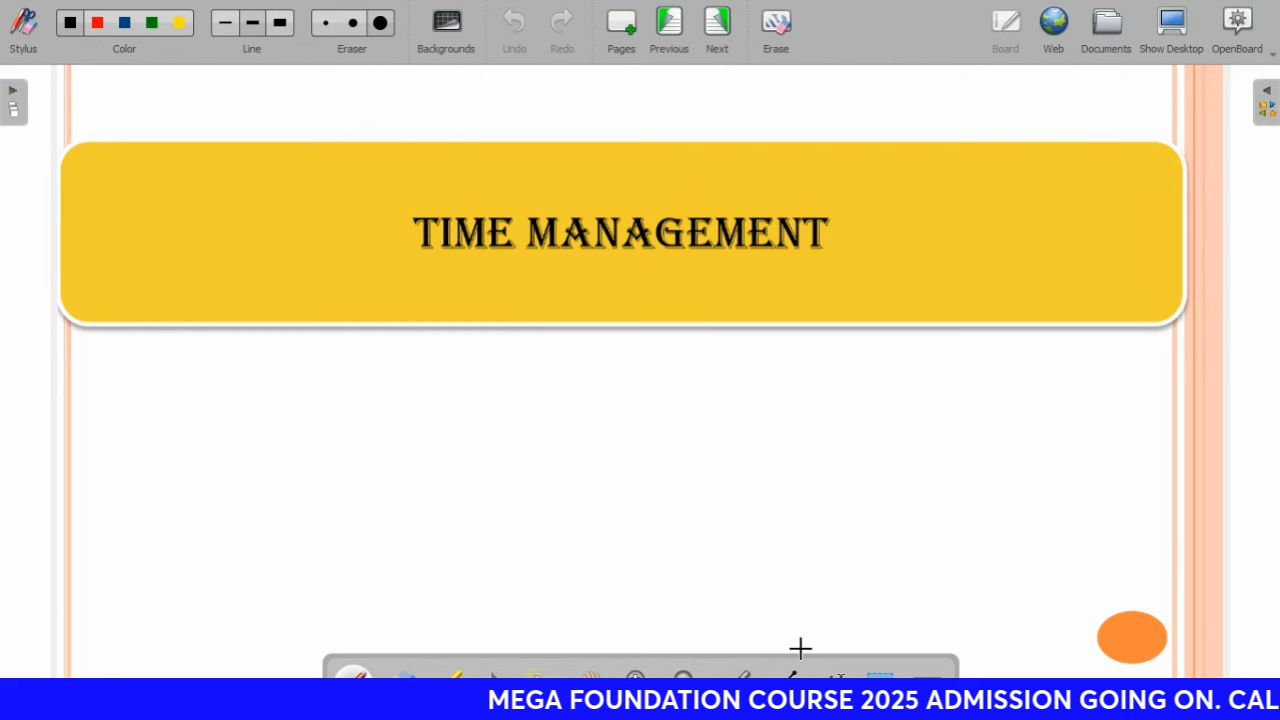 Stylus Color Line Eraser Backgrounds Undo Redo Pages Previous Next Erase Board Web Documents Show Desktop OpenBoard
TIME MANAGEMENT
MEGA FOUNDATION COURSE 2025 ADMISSION GOING ON. CAL